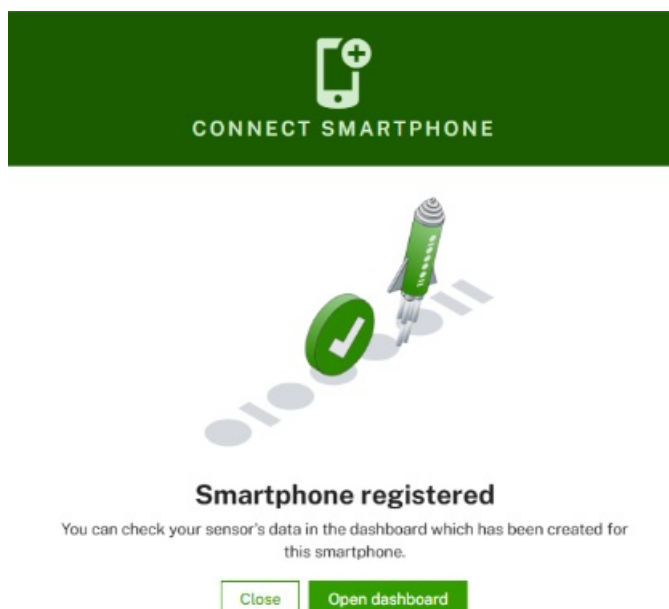 CONNECT SMARTPHONE
Smartphone registered
You can check your sensor's data in the dashboard which has been created for
this smartphone.
Close
Open dashboard